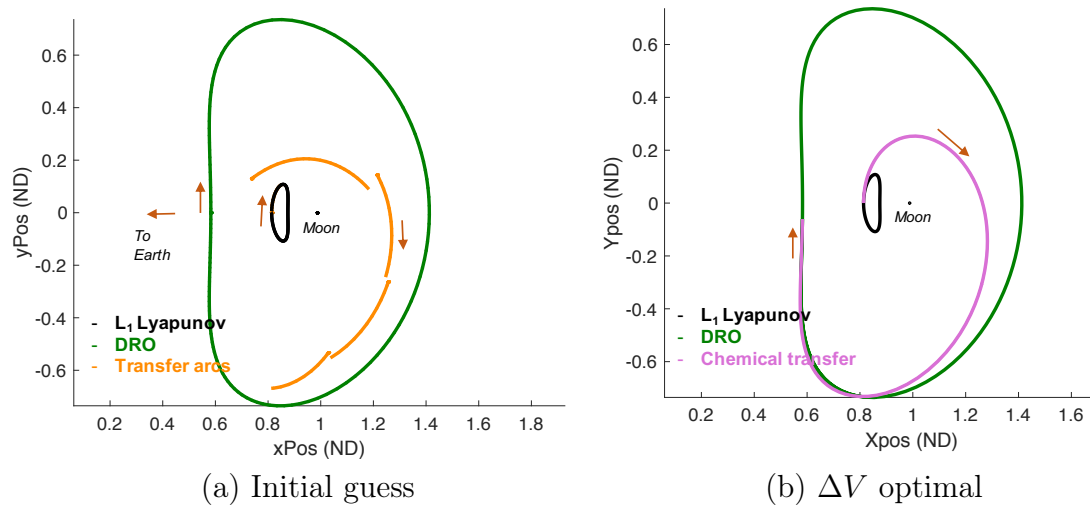 0.6
0.4
0.2
0
-0.2
-0.4
-0.6
yPos (ND)
To
Earth
Moon
- L₁ Lyapunov
- DRO
- Transfer arcs
0.2 0.4 0.6 0.8 1 1.2 1.4 1.6 1.8
xPos (ND)
(a) Initial guess
0.6
0.4
0.2
0
-0.2
-0.4
-0.6
Ypos (ND)
Moon
- L₁ Lyapunov
- DRO
- Chemical transfer
0.2 0.4 0.6 0.8 1 1.2 1.4 1.6
Xpos (ND)
(b) ΔV optimal